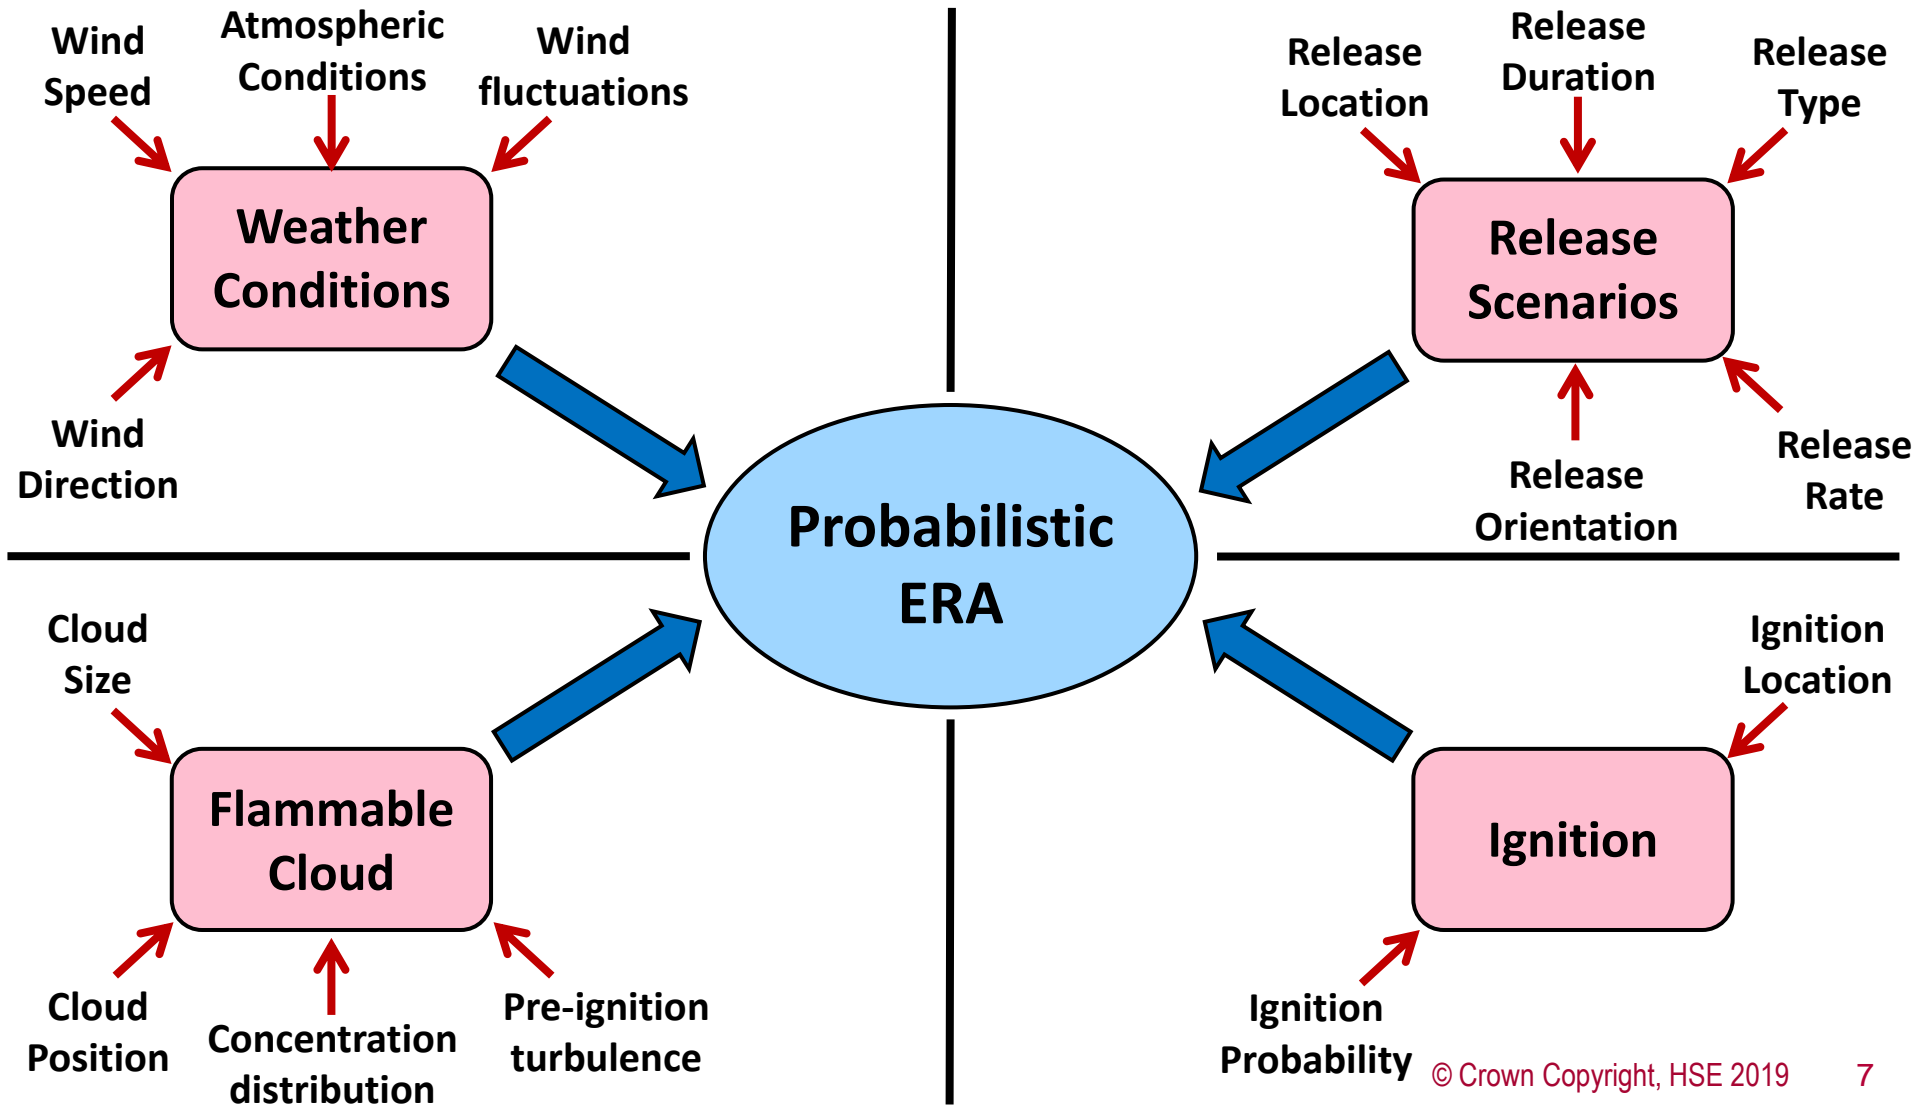 Wind
Speed
Atmospheric
Conditions
Wind
fluctuations
Weather
Conditions
Wind
Direction
Release
Location
Release
Duration
Release
Type
Release
Scenarios
Release
Orientation
Release
Rate
Probabilistic
ERA
Cloud
Size
Flammable
Cloud
Cloud
Position
Concentration
distribution
Pre-ignition
turbulence
Ignition
Location
Ignition
Ignition
Probability
© Crown Copyright, HSE 2019
7